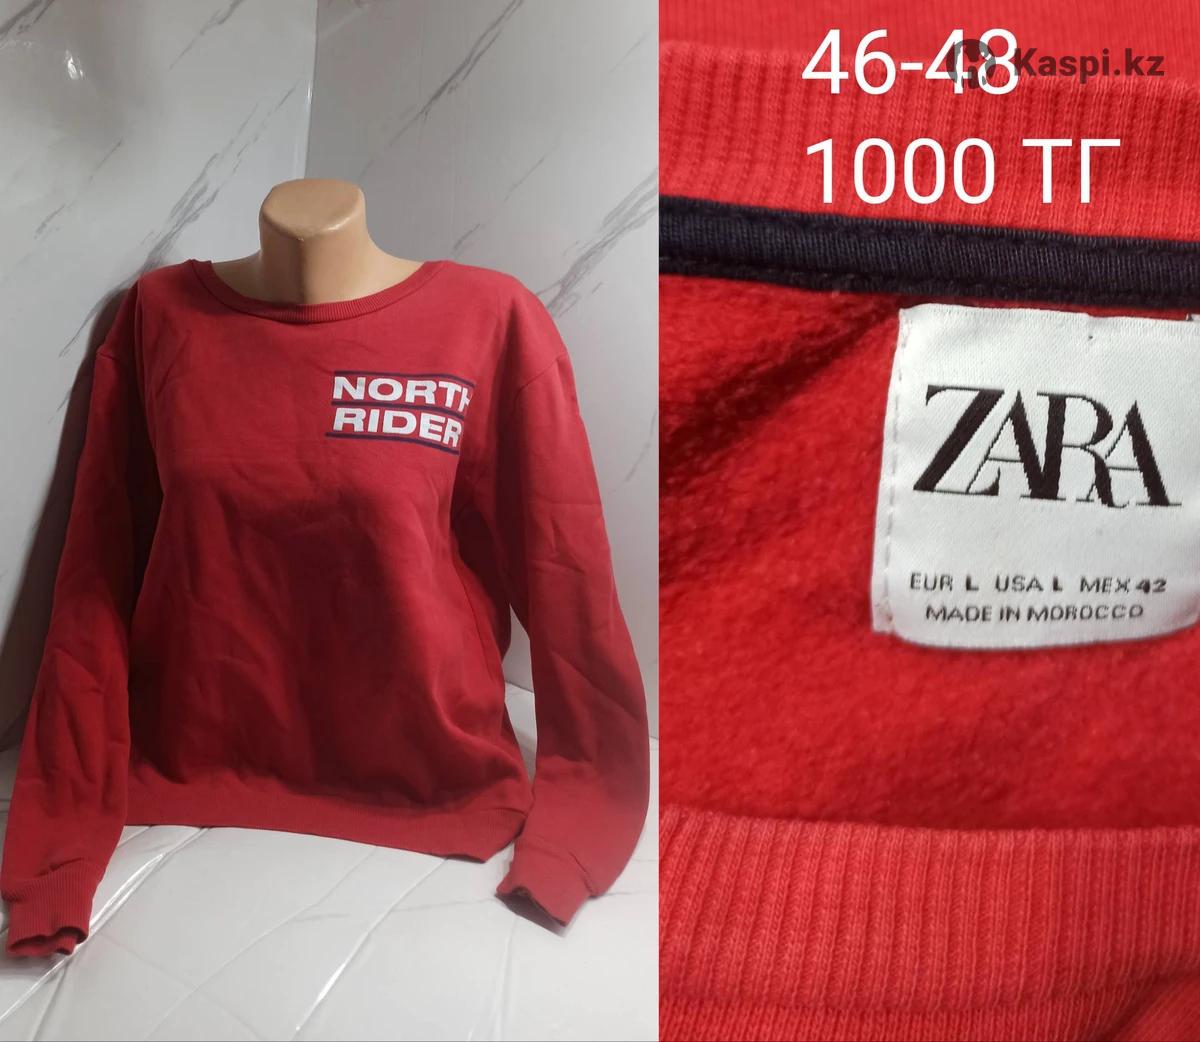 NORTH
RIDER
46-48
Kaspi.kz
1000 ТГ
ZARA
EUR L USA L MEX 42
MADE IN MOROCCO